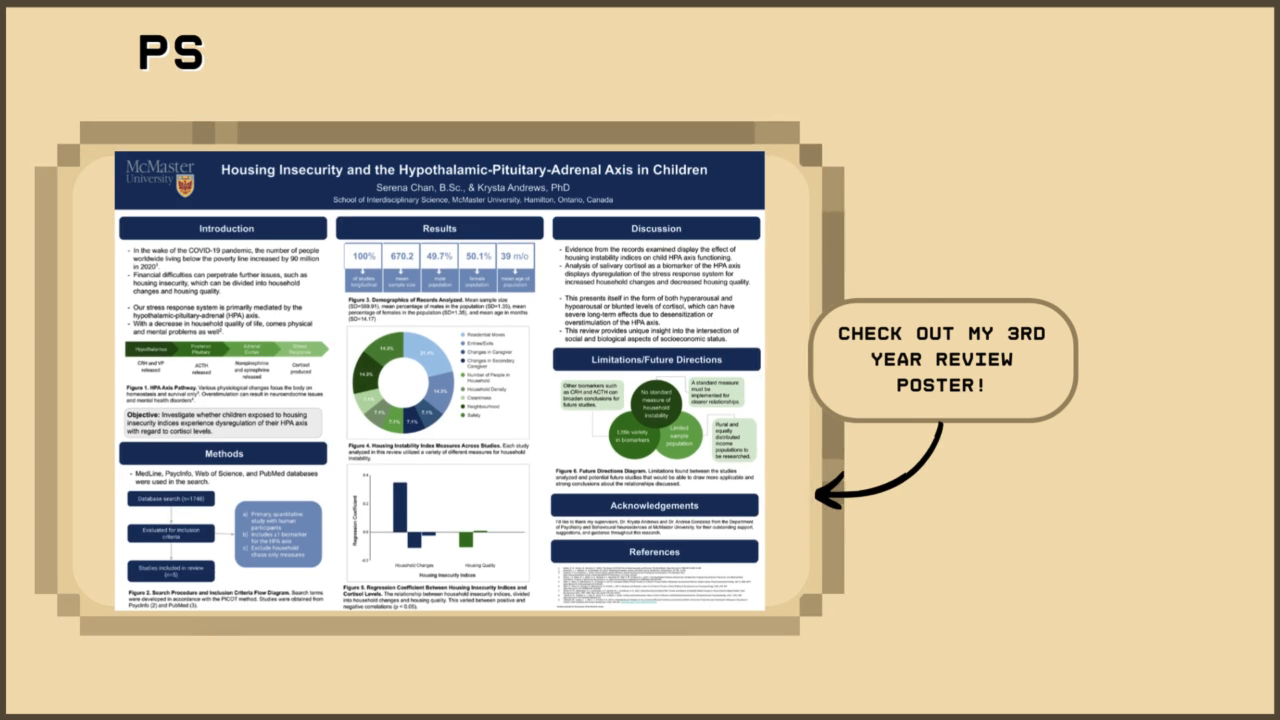 PS
McMaster
University
Housing Insecurity and the Hypothalamic-Pituitary-Adrenal Axis in Children
Serena Chan, B.Sc., & Krysta Andrews, PhD
School of Interdisciplinary Science, McMaster University, Hamilton, Ontario, Canada
Introduction
- In the wake of the COVID-19 pandemic, the number of people
worldwide living below the poverty line increased by 90 million
in 2020¹.
- Financial difficulties can perpetrate further issues, such as
housing insecurity, which can be divided into household
changes and housing quality.
- Our stress response system is primarily mediated by the
hypothalamic-pituitary-adrenal (HPA) axis.
- With a decrease in household quality of life, comes physical
and mental problems as well².
Hypothalamus
Posterior
Pituitary
Adrenal
Cortex
Stress
Response
CRH and VP
released
ACTH
released
Norepinephrine
and epinephrine
released
Cortisol
produced
Figure 1. HPA Axis Pathway. Various physiological changes focus the body on
homeostasis and survival only³. Overstimulation can result in neuroendocrine issues
and mental health disorders⁴.
Objective: Investigate whether children exposed to housing
insecurity indices experience dysregulation of their HPA axis
with regard to cortisol levels.
Methods
- MedLine, PsycInfo, Web of Science, and PubMed databases
were used in the search.
Database search (n=1746)
Evaluated for inclusion
criteria
Studies included in review
(n=5)
a) Primary, quantitative
study with human
participants
b) Includes ≥1 biomarker
for the HPA axis
c) Exclude household
chaos only measures
Figure 2. Search Procedure and Inclusion Criteria Flow Diagram. Search terms
were developed in accordance with the PICOT method. Studies were obtained from
PsycInfo (2) and PubMed (3).
Results
100%
670.2
49.7%
50.1%
39 m/o
of studies
longitudinal
mean
sample size
male
population
female
population
mean age of
population
Figure 3. Demographics of Records Analyzed. Mean sample size
(SD=569.91), mean percentage of males in the population (SD=1.35), mean
percentage of females in the population (SD=1.35), and mean age in months
(SD=14.17)
21.4%
14.3%
7.1%
7.1%
7.1%
7.1%
14.3%
14.3%
Residential Moves
Entries/Exits
Changes in Caregiver
Changes in Secondary
Caregiver
Number of People in
Household
Household Density
Cleanliness
Neighbourhood
Safety
Figure 4. Housing Instability Index Measures Across Studies. Each study
analyzed in this review utilized a variety of different measures for household
instability.
Regression Coefficient
Household Changes
Housing Quality
Housing Insecurity Indices
Figure 5. Regression Coefficient Between Housing Insecurity Indices and
Cortisol Levels. The relationship between household insecurity indices, divided
into household changes and housing quality. This varied between positive and
negative correlations (p < 0.05).
Discussion
- Evidence from the records examined display the effect of
housing instability indices on child HPA axis functioning.
- Analysis of salivary cortisol as a biomarker of the HPA axis
displays dysregulation of the stress response system for
increased household changes and decreased housing quality.
- This presents itself in the form of both hyperarousal and
hypoarousal or blunted levels of cortisol, which can have
severe long-term effects due to desensitization or
overstimulation of the HPA axis.
- This review provides unique insight into the intersection of
social and biological aspects of socioeconomic status.
Limitations/Future Directions
Other biomarkers
such as CRH and ACTH can
broaden conclusions for
future studies.
No standard
measure of
household
instability
A standard measure
must be
implemented for
clearer relationships.
Little variety
in biomarkers
Limited
sample
population
Rural and
equally
distributed
income
populations to
be researched.
Figure 6. Future Directions Diagram. Limitations found between the studies
analyzed and potential future studies that would be able to draw more applicable and
strong conclusions about the relationships discussed.
Acknowledgements
I'd like to thank my supervisor, Dr. Krysta Andrews and Dr. Andrea Gonzalez from the Department
of Psychiatry and Behavioural Neurosciences at McMaster University, for their outstanding support,
suggestions, and guidance throughout this research.
References
CHECK OUT MY 3RD
YEAR REVIEW
POSTER!